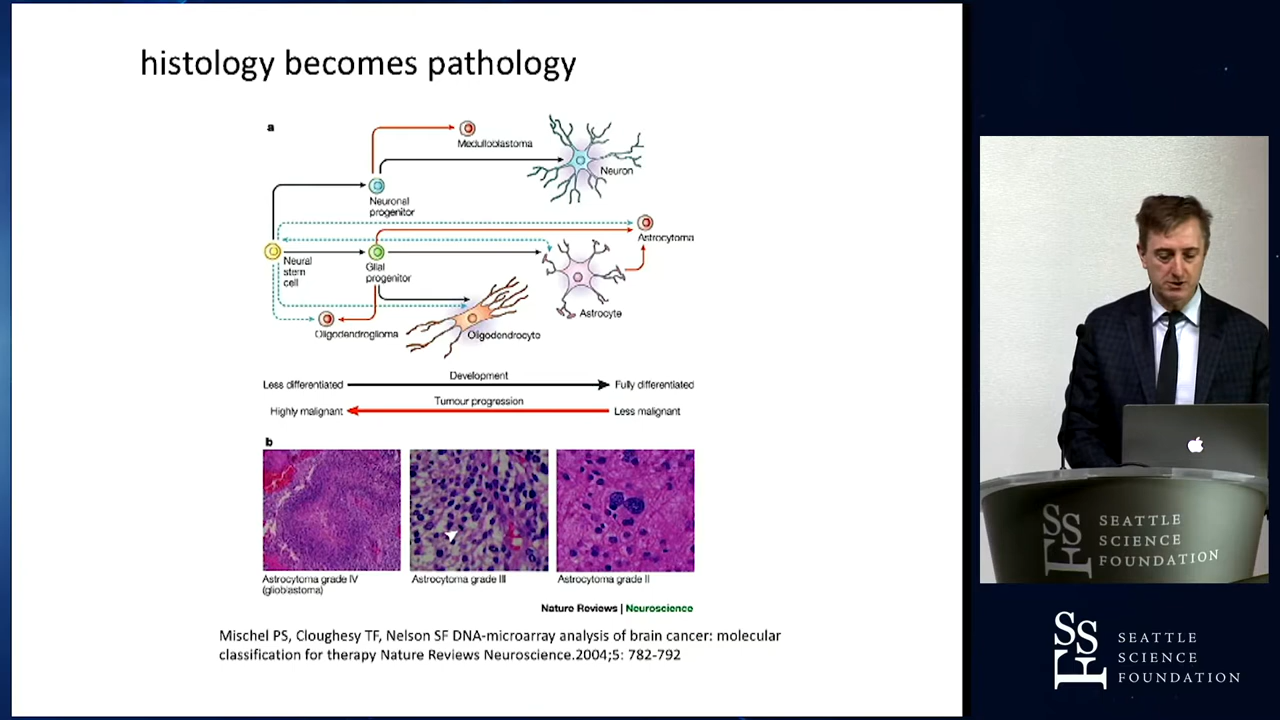 histology becomes pathology
a
Medulloblastoma
Neuron
Neuronal
progenitor
Astrocytoma
Neural
stem
cell
Glial
progenitor
Astrocyte
Oligodendroglioma
Oligodendrocyte
Development
Less differentiated
Fully differentiated
Tumour progression
Highly malignant
Less malignant
b
Astrocytoma grade IV
(glioblastoma)
Astrocytoma grade III
Astrocytoma grade II
Nature Reviews | Neuroscience
Mischel PS, Cloughesy TF, Nelson SF DNA-microarray analysis of brain cancer: molecular
classification for therapy Nature Reviews Neuroscience.2004;5: 782-792
SSF
SEATTLE
SCIENCE
FOUNDATION
SSF
SEATTLE
SCIENCE
FOUNDATION